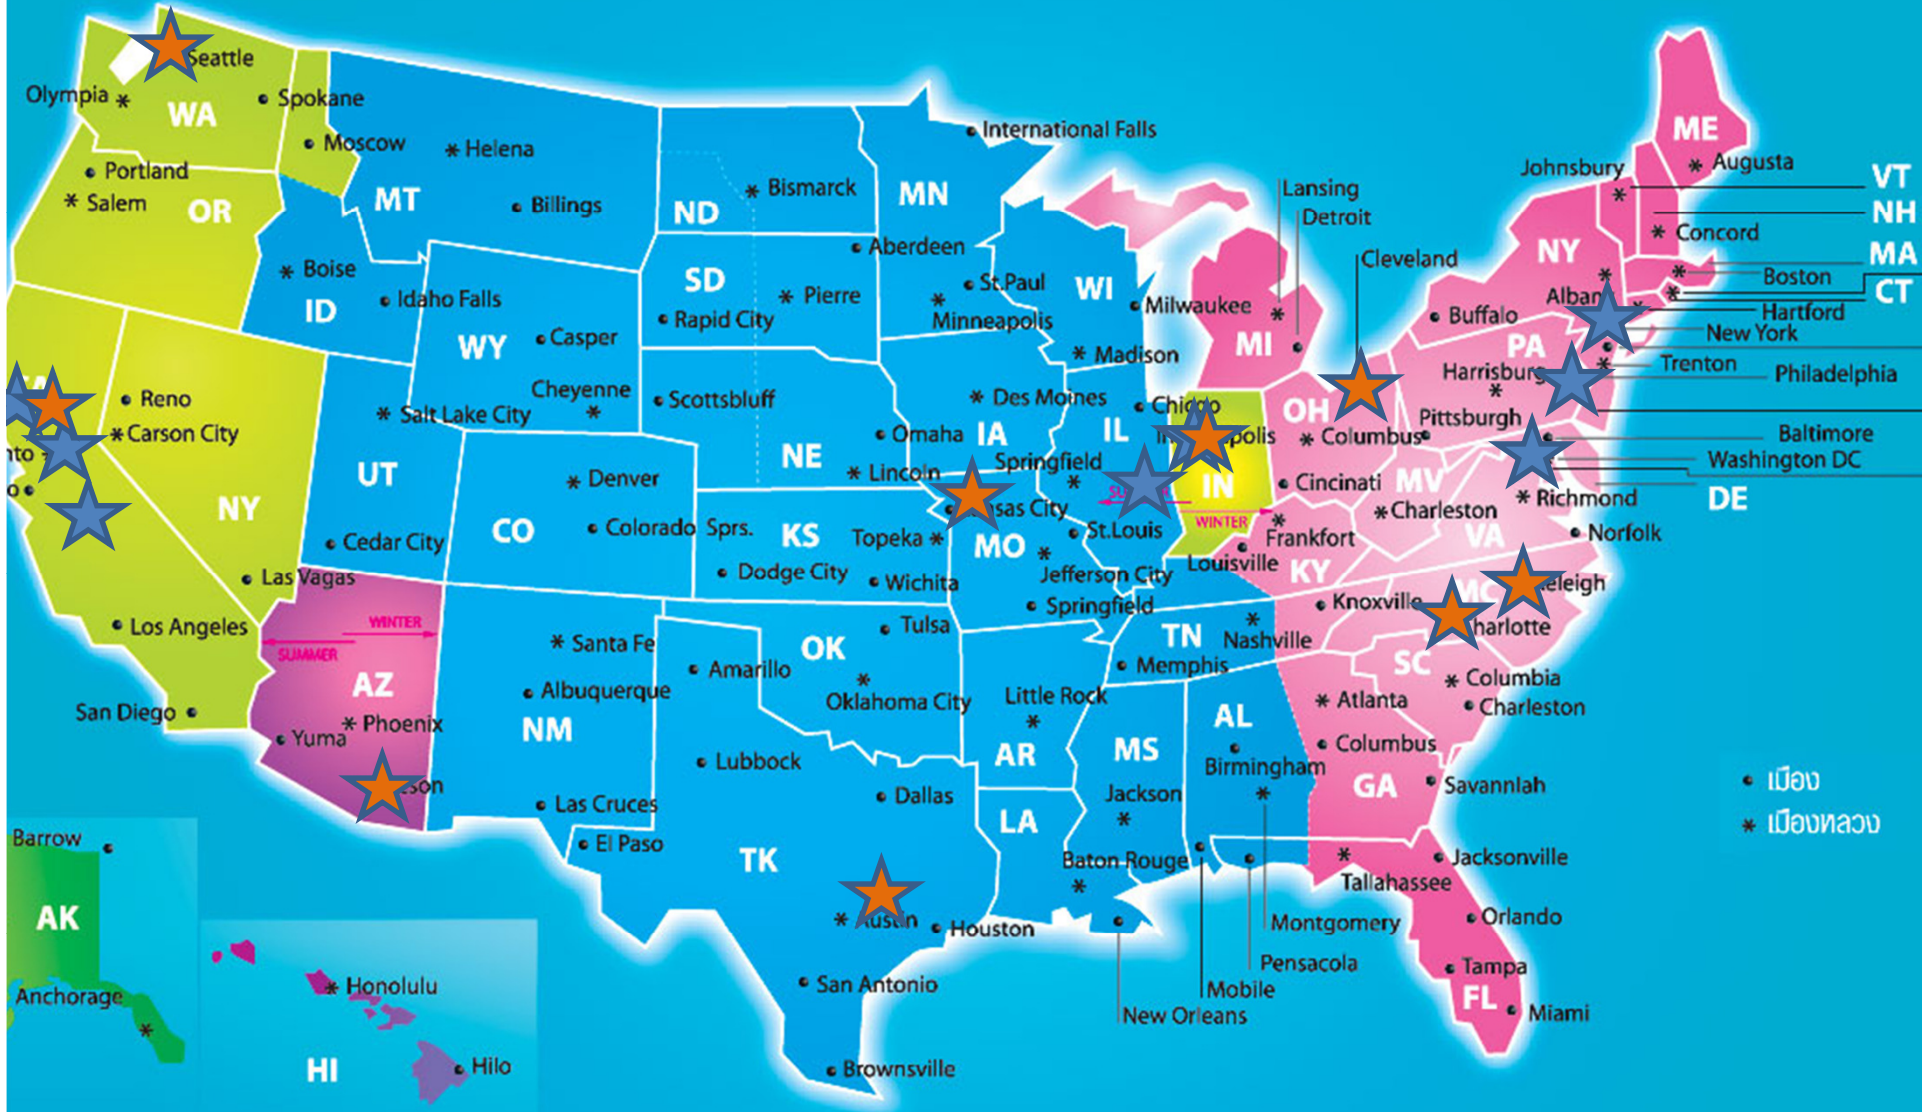 Seattle
Olympia
WA
Spokane
Moscow
Portland
Salem
OR
Helena
MT
Billings
Bismarck
ND
MN
International Falls
Boise
ID
Idaho Falls
Aberdeen
SD
Pierre
Rapid City
St.Paul
Minneapolis
WI
Milwaukee
Madison
Lansing
Detroit
Cleveland
MI
Johnsbury
ME
Augusta
VT
NH
Concord
MA
Boston
CT
NY
Buffalo
Hartford
New York
PA
Trenton
Harrisburg
Philadelphia
Pittsburgh
Baltimore
Washington DC
DE
Richmond
Norfolk
WY
Casper
Cheyenne
Reno
Carson City
Salt Lake City
Scottsbluff
Des Moines
IA
Omaha
NE
Lincoln
IL
Springfield
OH
Columbus
IN
Cincinati
MV
Charleston
VA
WINTER
Frankfort
Louisville
KY
UT
NY
Denver
CO
Colorado Sprs.
KS
Topeka
Dodge City
Wichita
MO
St.Louis
Jefferson City
Springfield
Cedar City
Las Vagas
Los Angeles
San Diego
WINTER
SUMMER
AZ
Phoenix
Yuma
Santa Fe
Albuquerque
NM
Las Cruces
El Paso
Amarillo
OK
Tulsa
Oklahoma City
Lubbock
Dallas
TK
Houston
San Antonio
Brownsville
Little Rock
AR
LA
Baton Rouge
New Orleans
TN
Nashville
Memphis
Knoxville
MS
Jackson
AL
Birmingham
Montgomery
Pensacola
Mobile
MC
SC
Columbia
Charleston
Atlanta
Columbus
GA
Savannlah
Jacksonville
Tallahassee
Orlando
Tampa
FL
Miami
Barrow
AK
Anchorage
Honolulu
HI
Hilo
เมือง
เมืองหลวง